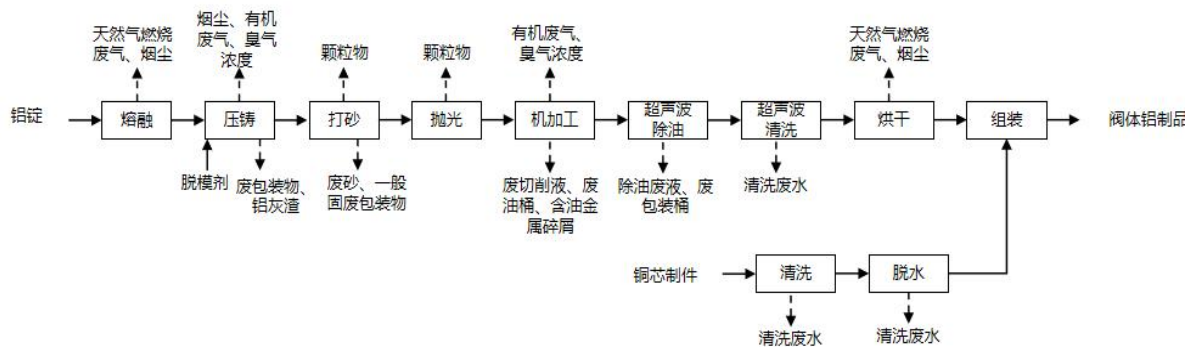 天然气燃烧
废气、烟尘
烟尘、有机
废气、臭气
浓度
颗粒物
颗粒物
有机废气、
臭气浓度
天然气燃烧
废气、烟尘
铝锭
熔融
压铸
打砂
抛光
机加工
超声波
除油
超声波
清洗
烘干
组装
阀体铝制品
脱模剂
废包装物、
铝灰渣
废砂、一般
固废包装物
废切削液、废
油桶、含油金
属碎屑
除油废液、废
包装桶
清洗废水
铜芯制件
清洗
脱水
清洗废水
清洗废水